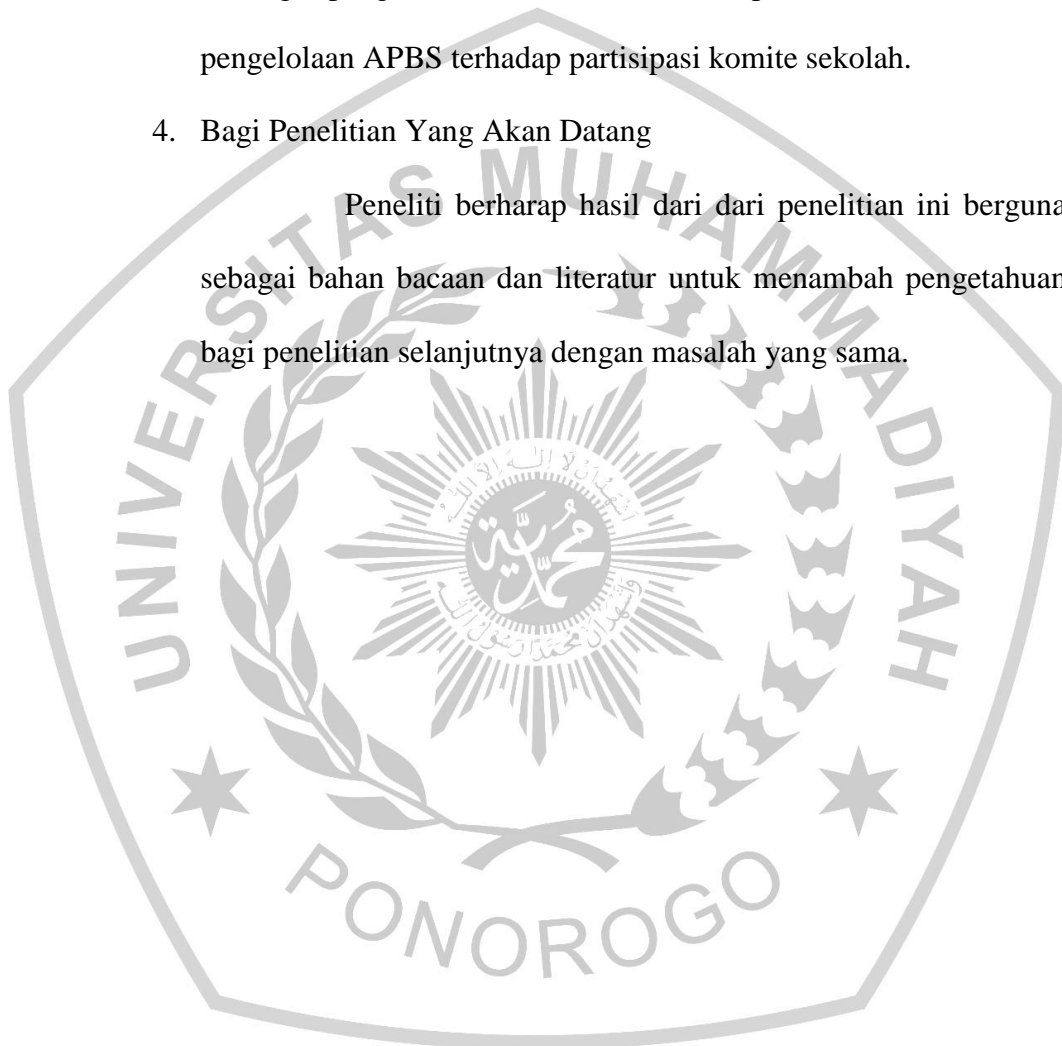 pengelolaan APBS terhadap partisipasi komite sekolah.
4. Bagi Penelitian Yang Akan Datang
Peneliti berharap hasil dari dari penelitian ini berguna
sebagai bahan bacaan dan literatur untuk menambah pengetahuan
bagi penelitian selanjutnya dengan masalah yang sama.
UNIVERSITAS MUHAMMADIYAH
PONOROGO